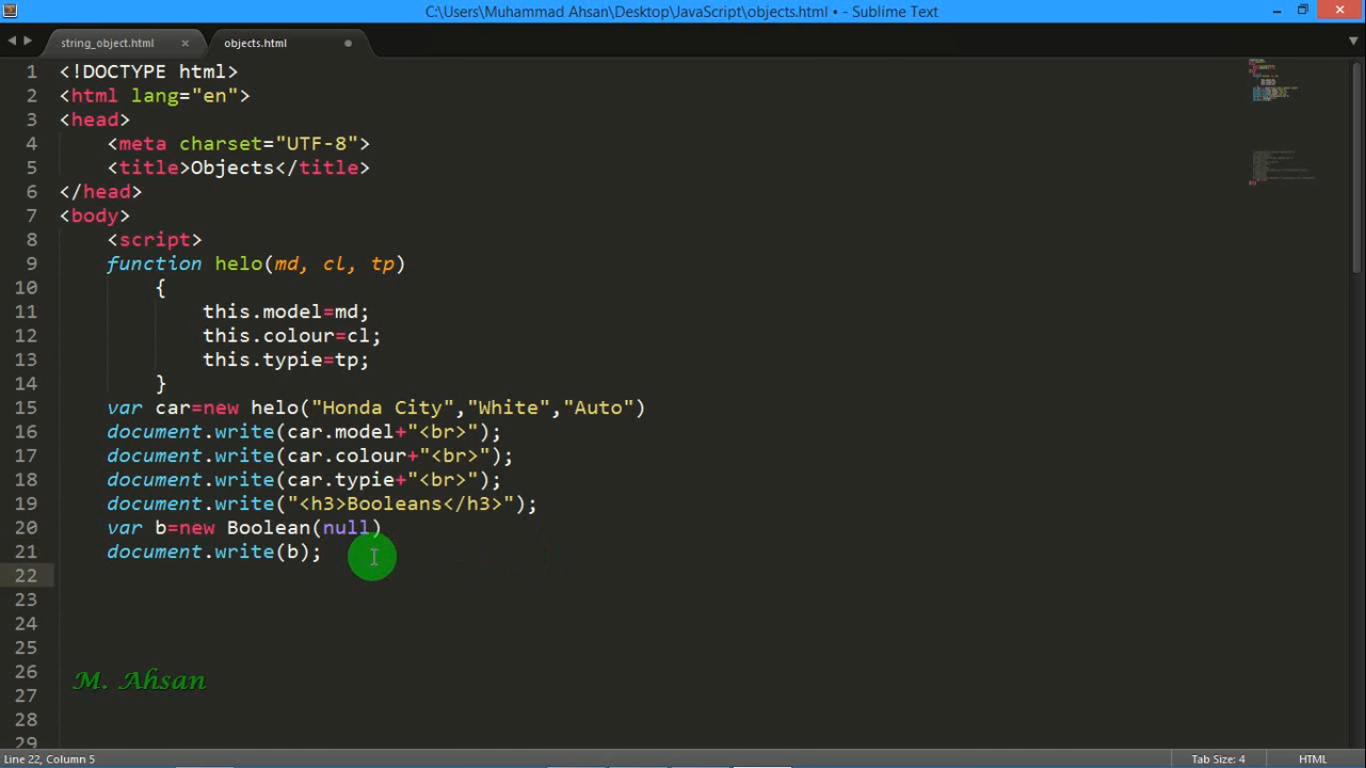 C:\Users\Muhammad Ahsan\Desktop\JavaScript\objects.html • - Sublime Text
string_object.html × objects.html
1 <!DOCTYPE html>
2 <html lang="en">
3 <head>
4 <meta charset="UTF-8">
5 <title>Objects</title>
6 </head>
7 <body>
8 <script>
9 function helo(md, cl, tp)
10 {
11 this.model=md;
12 this.colour=cl;
13 this.typie=tp;
14 }
15 var car=new helo("Honda City","White","Auto")
16 document.write(car.model+"<br>");
17 document.write(car.colour+"<br>");
18 document.write(car.typie+"<br>");
19 document.write("<h3>Booleans</h3>");
20 var b=new Boolean(null)
21 document.write(b);
22
23
24
25
26
M. Ahsan
27
28
29
Line 22, Column 5 Tab Size: 4 HTML